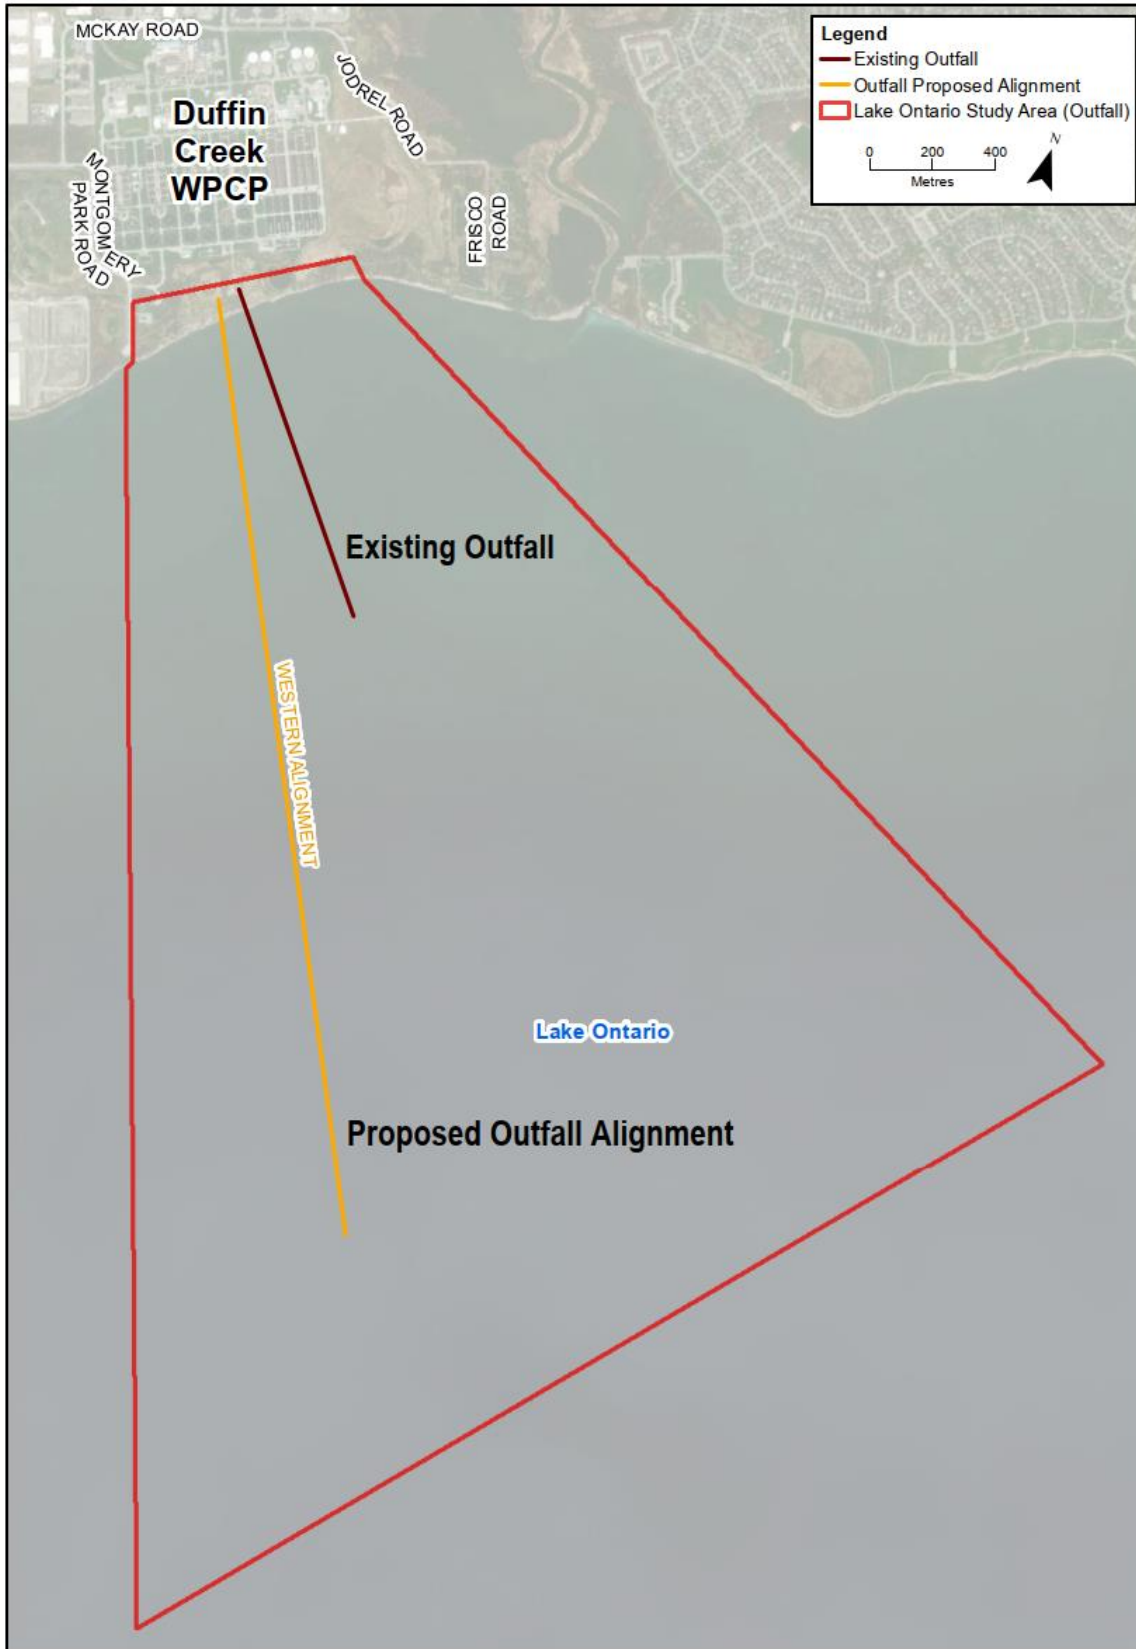 MCKAY ROAD
JODREL ROAD
Duffin
Creek
WPCP
MONTGOMERY
PARK ROAD
FRISCO
ROAD
Legend
Existing Outfall
Outfall Proposed Alignment
Lake Ontario Study Area (Outfall)
0 200 400
Metres
N
Existing Outfall
WESTERN ALIGNMENT
Lake Ontario
Proposed Outfall Alignment